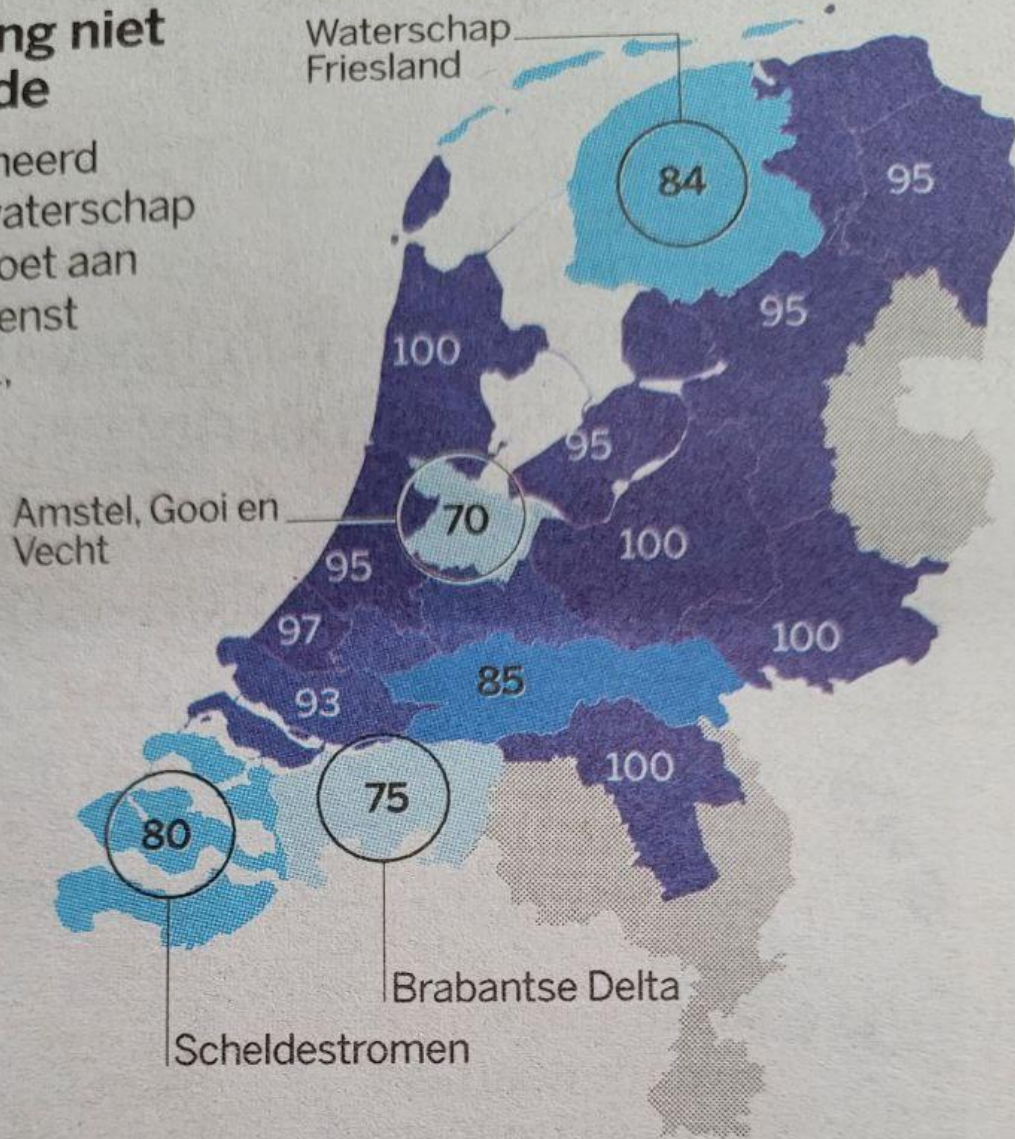 ng niet
de
neerd
aterschap
oet aan
enst
Waterschap
Friesland
84
95
95
100
95
Amstel, Gooi en
Vecht
70
100
95
97
100
85
93
100
75
80
Brabantse Delta
Scheldestromen